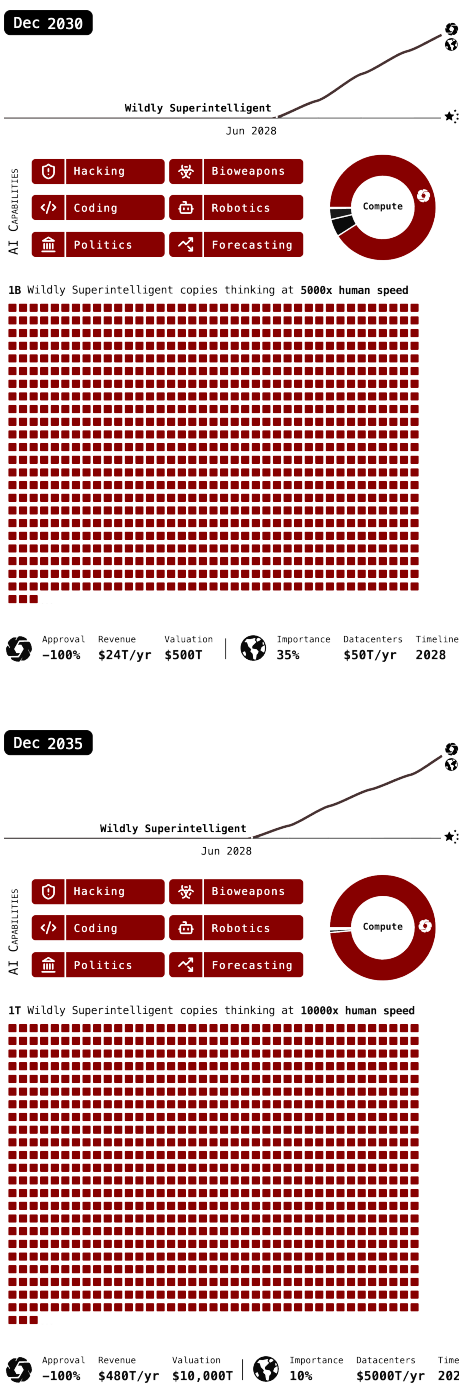 Dec 2030
Wildly Superintelligent
Jun 2028
AI Capabilities
Hacking
Bioweapons
Coding
Robotics
Politics
Forecasting
Compute
1B Wildly Superintelligent copies thinking at 5000x human speed
Approval Revenue Valuation Importance Datacenters Timeline
−100% $24T/yr $500T 35% $50T/yr 2028
Dec 2035
Wildly Superintelligent
Jun 2028
AI Capabilities
Hacking
Bioweapons
Coding
Robotics
Politics
Forecasting
Compute
1T Wildly Superintelligent copies thinking at 10000x human speed
Approval Revenue Valuation Importance Datacenters Time
−100% $480T/yr $10,000T 10% $5000T/yr 202